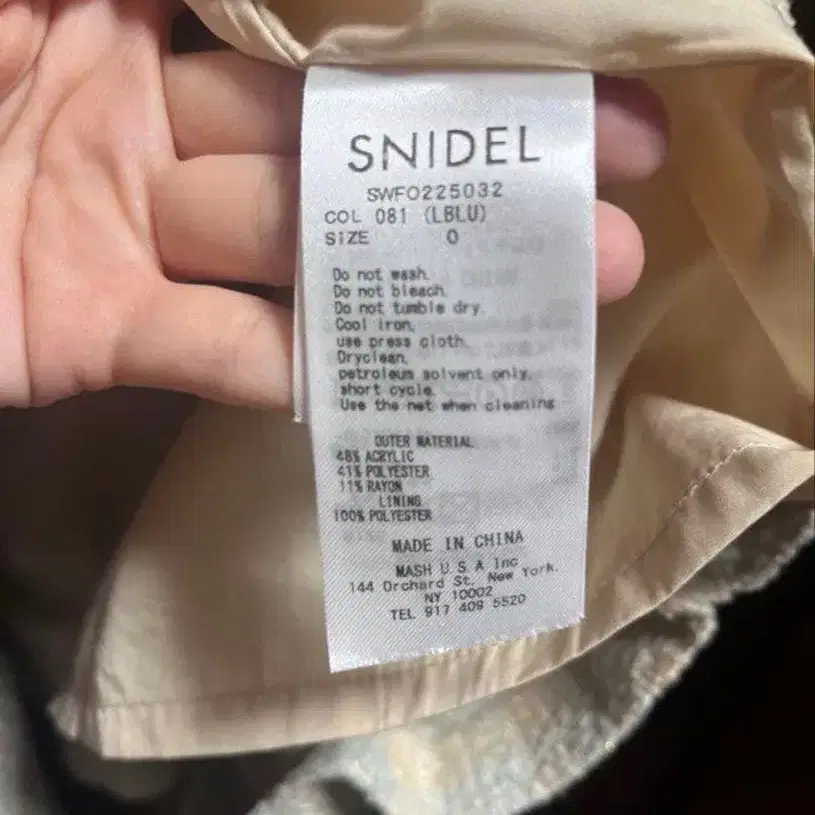 SNIDEL
SWFO225032
COL 081 (LBLU)
SIZE 0
Do not wash.
Do not bleach.
Do not tumble dry.
Cool iron,
use press cloth.
Dryclean,
petroleum solvent only,
short cycle.
Use the net when cleaning
OUTER MATERIAL
48% ACRYLIC
41% POLYESTER
11% RAYON
LINING
100% POLYESTER
MADE IN CHINA
MASH U S A Inc
144 Orchard St. New York.
NY 10002
TEL 917 409 5520